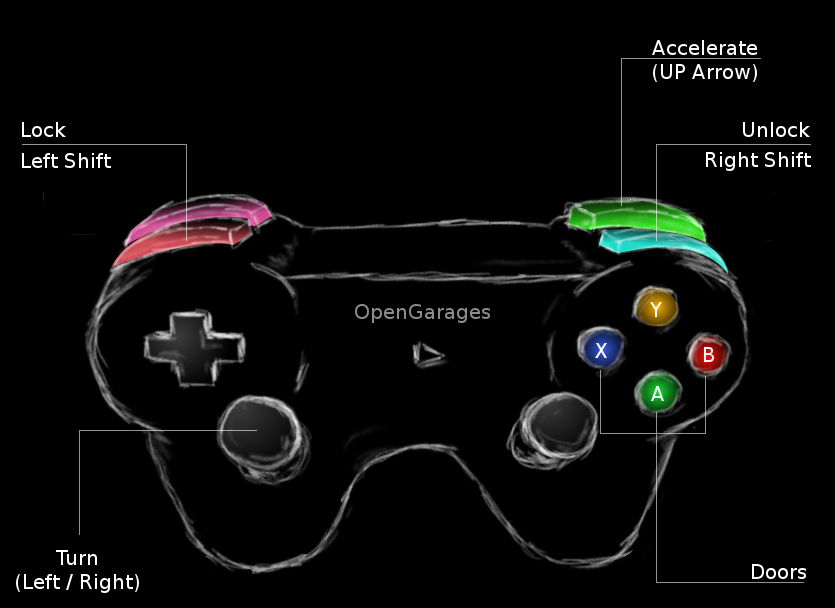 Accelerate
(UP Arrow)
Lock
Left Shift
Unlock
Right Shift
OpenGarages
Y
X
B
A
Turn
(Left / Right)
Doors